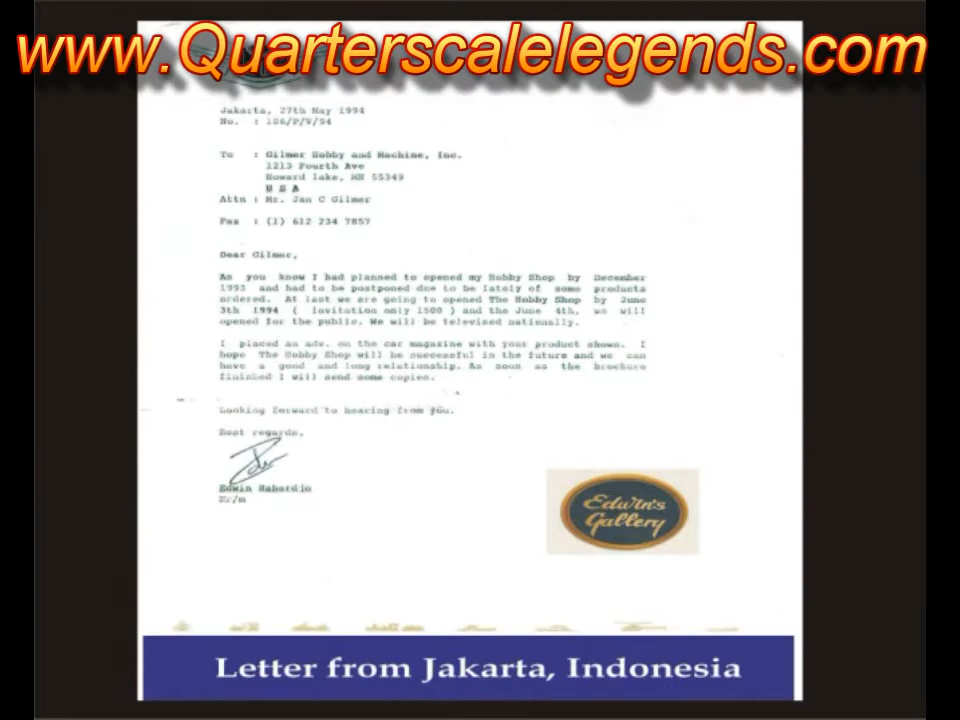 www.Quarterscalelegends.com
Jakarta, 27th May 1994
No. : 186/P/V/94
To : Gilmer Hobby and Machine, Inc.
1213 Fourth Ave
Howard lake, MN 55349
U S A
Attn : Mr. Jan C Gilmer
Fax : (1) 612 234 7857
Dear Gilmer,
As you know I had planned to opened my Hobby Shop by December
1993 and had to be postponed due to be lately of some products
ordered. At last we are going to opened The Hobby Shop by June
3th 1994 ( Invitation only 1500 ) and the June 4th, we will
opened for the public. We will be televized nationally.
I placed an adv. on the car magazine with your product shown. I
hope The Hobby Shop will be successful in the future and we can
have a good and long relationship. As soon as the brochure
finished I will send some copies.
Looking forward to hearing from you.
Best regards,
Edwin Rahardjo
Edwin's
Gallery
Letter from Jakarta, Indonesia